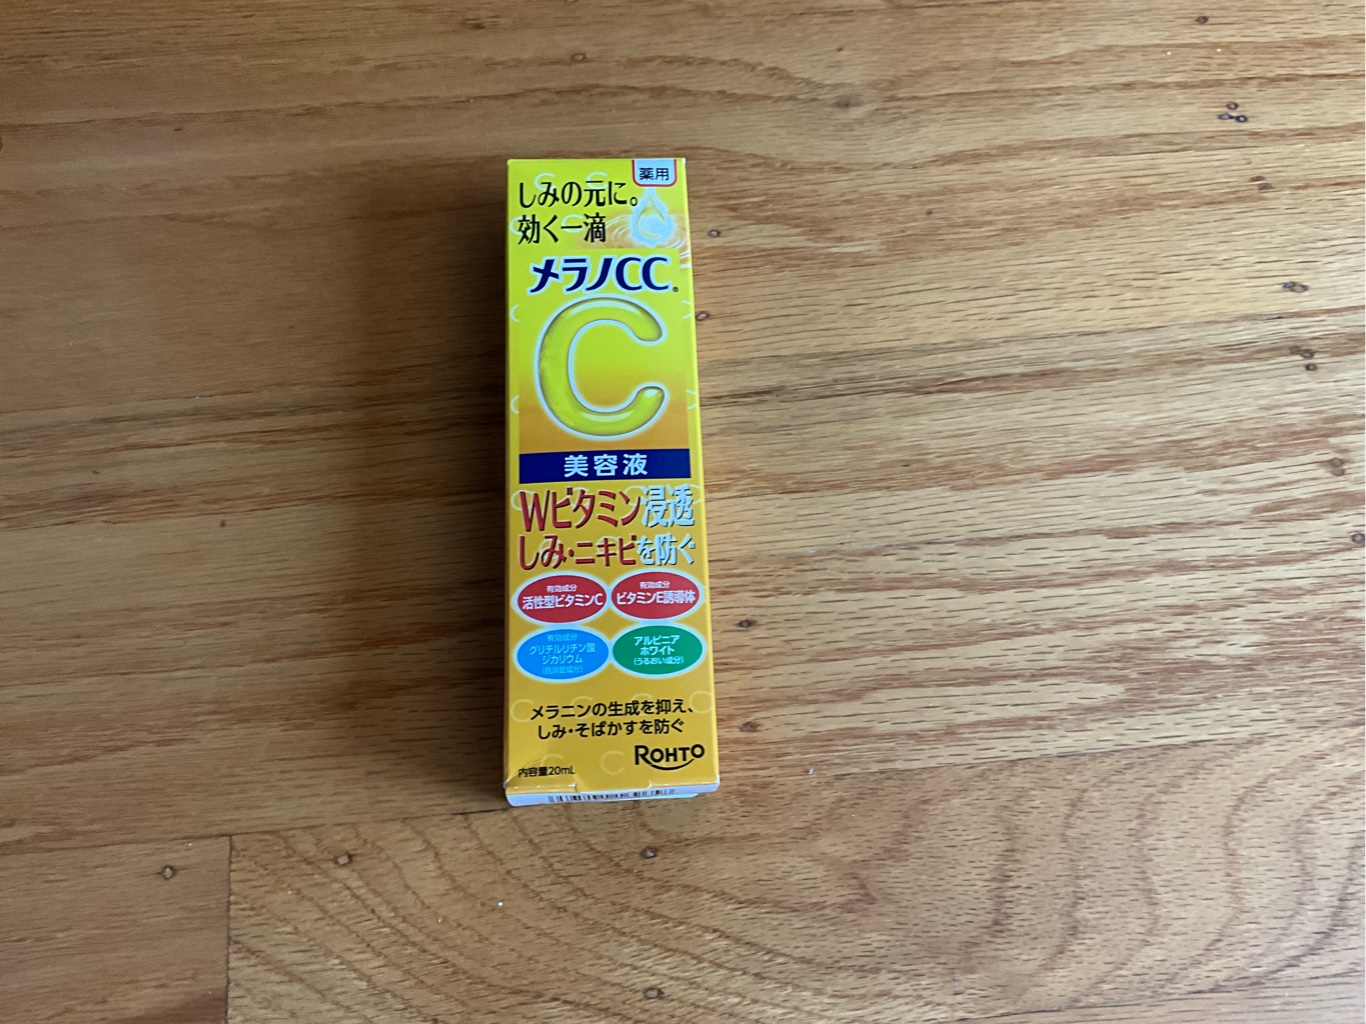 薬用
しみの元に。
効く一滴
メラノCC®
C
美容液
Wビタミン浸透
しみ・ニキビを防ぐ
有効成分
活性型ビタミンC
有効成分
ビタミンE誘導体
有効成分
グリチルリチン酸
ジカリウム
(抗炎症成分)
アルピニア
ホワイト
(うるおい成分)
メラニンの生成を抑え、
しみ・そばかすを防ぐ
ROHTO
内容量20mL